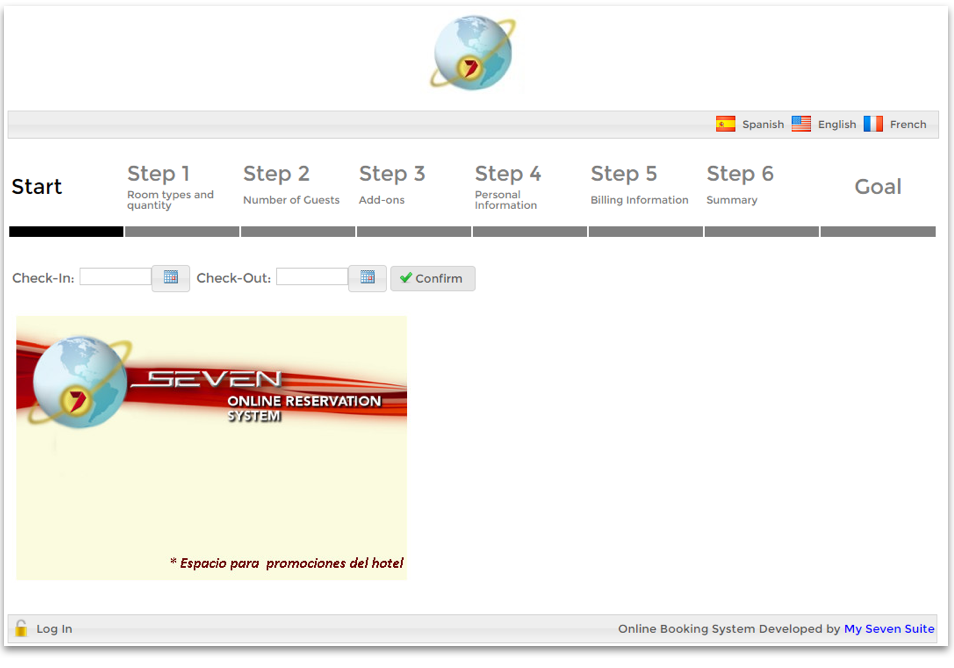 7
Spanish English French
Start
Step 1
Room types and
quantity
Step 2
Number of Guests
Step 3
Add-ons
Step 4
Personal
Information
Step 5
Billing Information
Step 6
Summary
Goal
Check-In: Check-Out: Confirm
7
SEVEN
ONLINE RESERVATION
SYSTEM
* Espacio para promociones del hotel
Log In
Online Booking System Developed by My Seven Suite